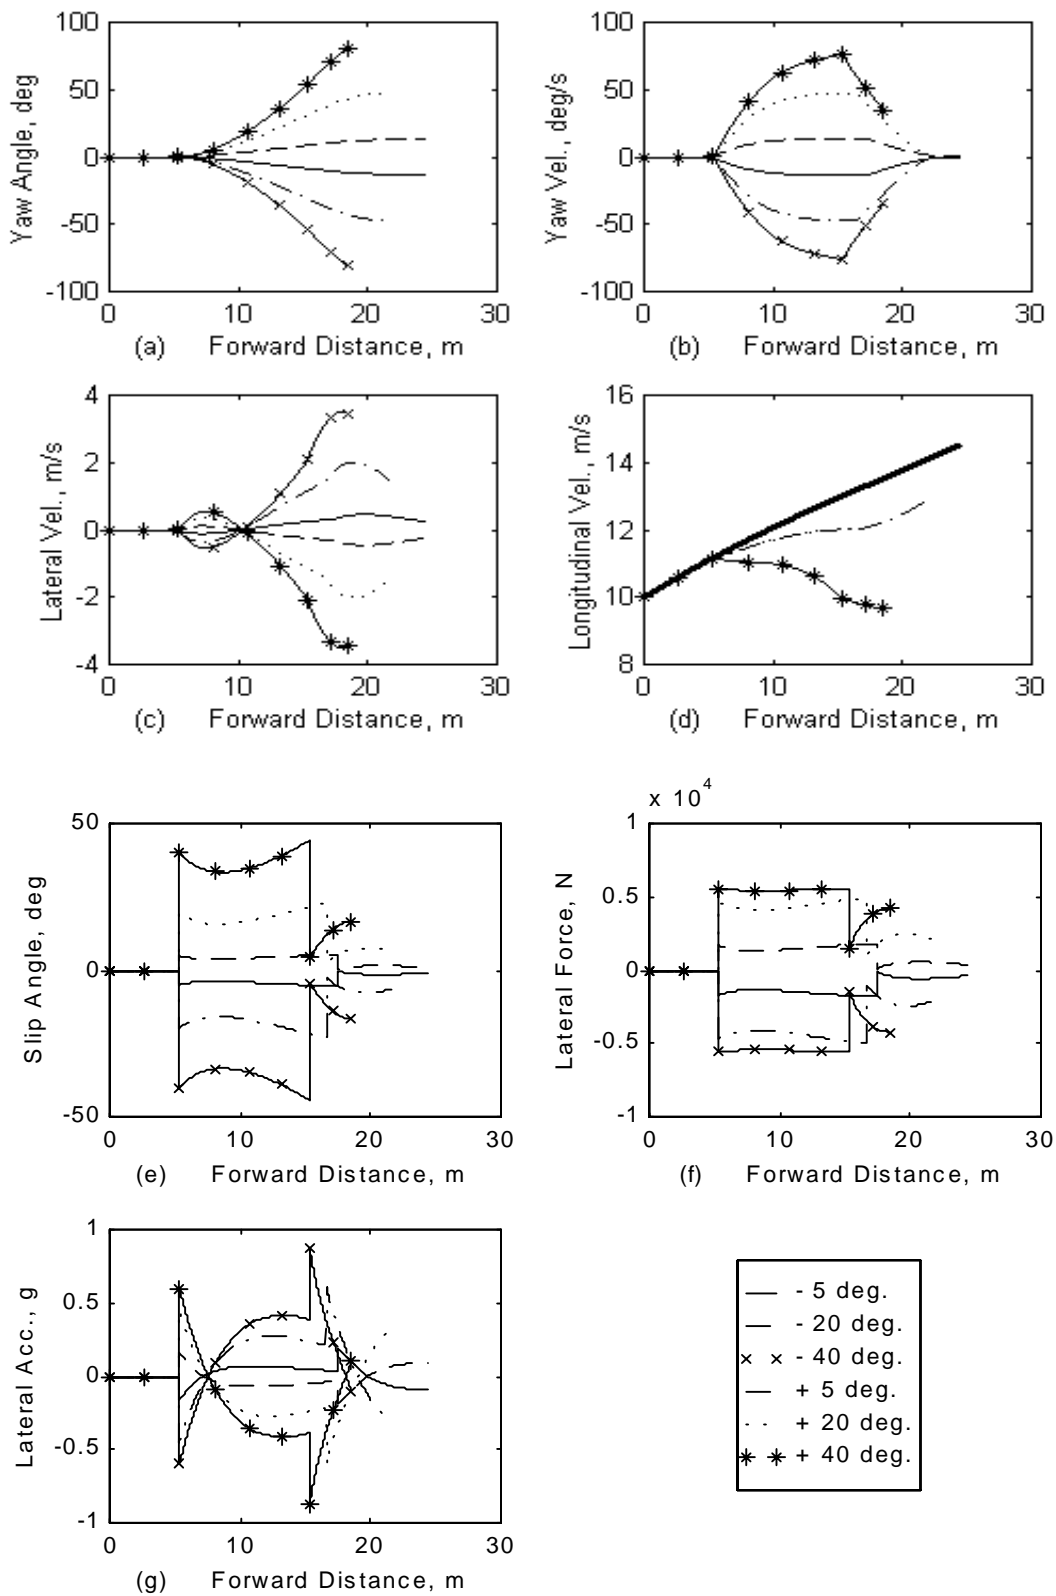 100
50
0
-50
-100
Yaw Angle, deg
0 10 20 30
(a) Forward Distance, m
100
50
0
-50
-100
Yaw Vel., deg/s
0 10 20 30
(b) Forward Distance, m
4
2
0
-2
-4
Lateral Vel., m/s
0 10 20 30
(c) Forward Distance, m
16
14
12
10
8
Longitudinal Vel., m/s
0 10 20 30
(d) Forward Distance, m
50
0
-50
Slip Angle, deg
0 10 20 30
(e) Forward Distance, m
x 10^4
1
0.5
0
-0.5
-1
Lateral Force, N
0 10 20 30
(f) Forward Distance, m
1
0.5
0
-0.5
-1
Lateral Acc., g
0 10 20 30
(g) Forward Distance, m
- 5 deg.
- 20 deg.
- 40 deg.
+ 5 deg.
+ 20 deg.
+ 40 deg.